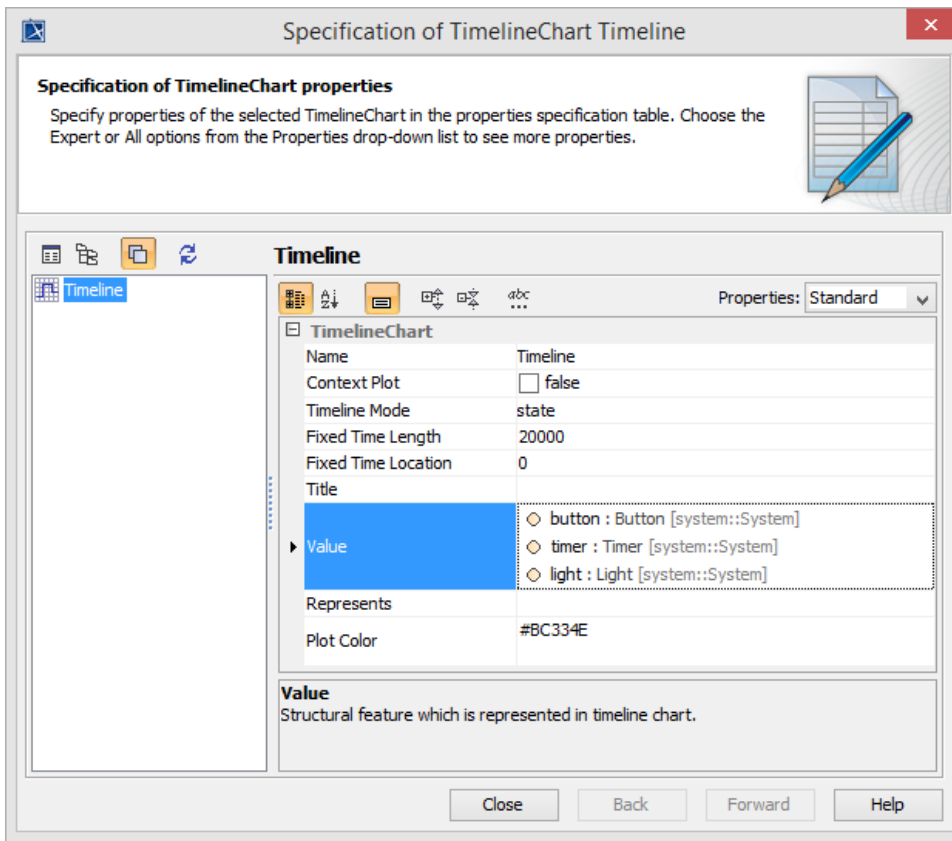 Specification of TimelineChart Timeline
Specification of TimelineChart properties
Specify properties of the selected TimelineChart in the properties specification table. Choose the
Expert or All options from the Properties drop-down list to see more properties.
Timeline
Timeline
Properties: Standard
TimelineChart
Name Timeline
Context Plot false
Timeline Mode state
Fixed Time Length 20000
Fixed Time Location 0
Title
Value
button : Button [system::System]
timer : Timer [system::System]
light : Light [system::System]
Represents
Plot Color #BC334E
Value
Structural feature which is represented in timeline chart.
Close Back Forward Help